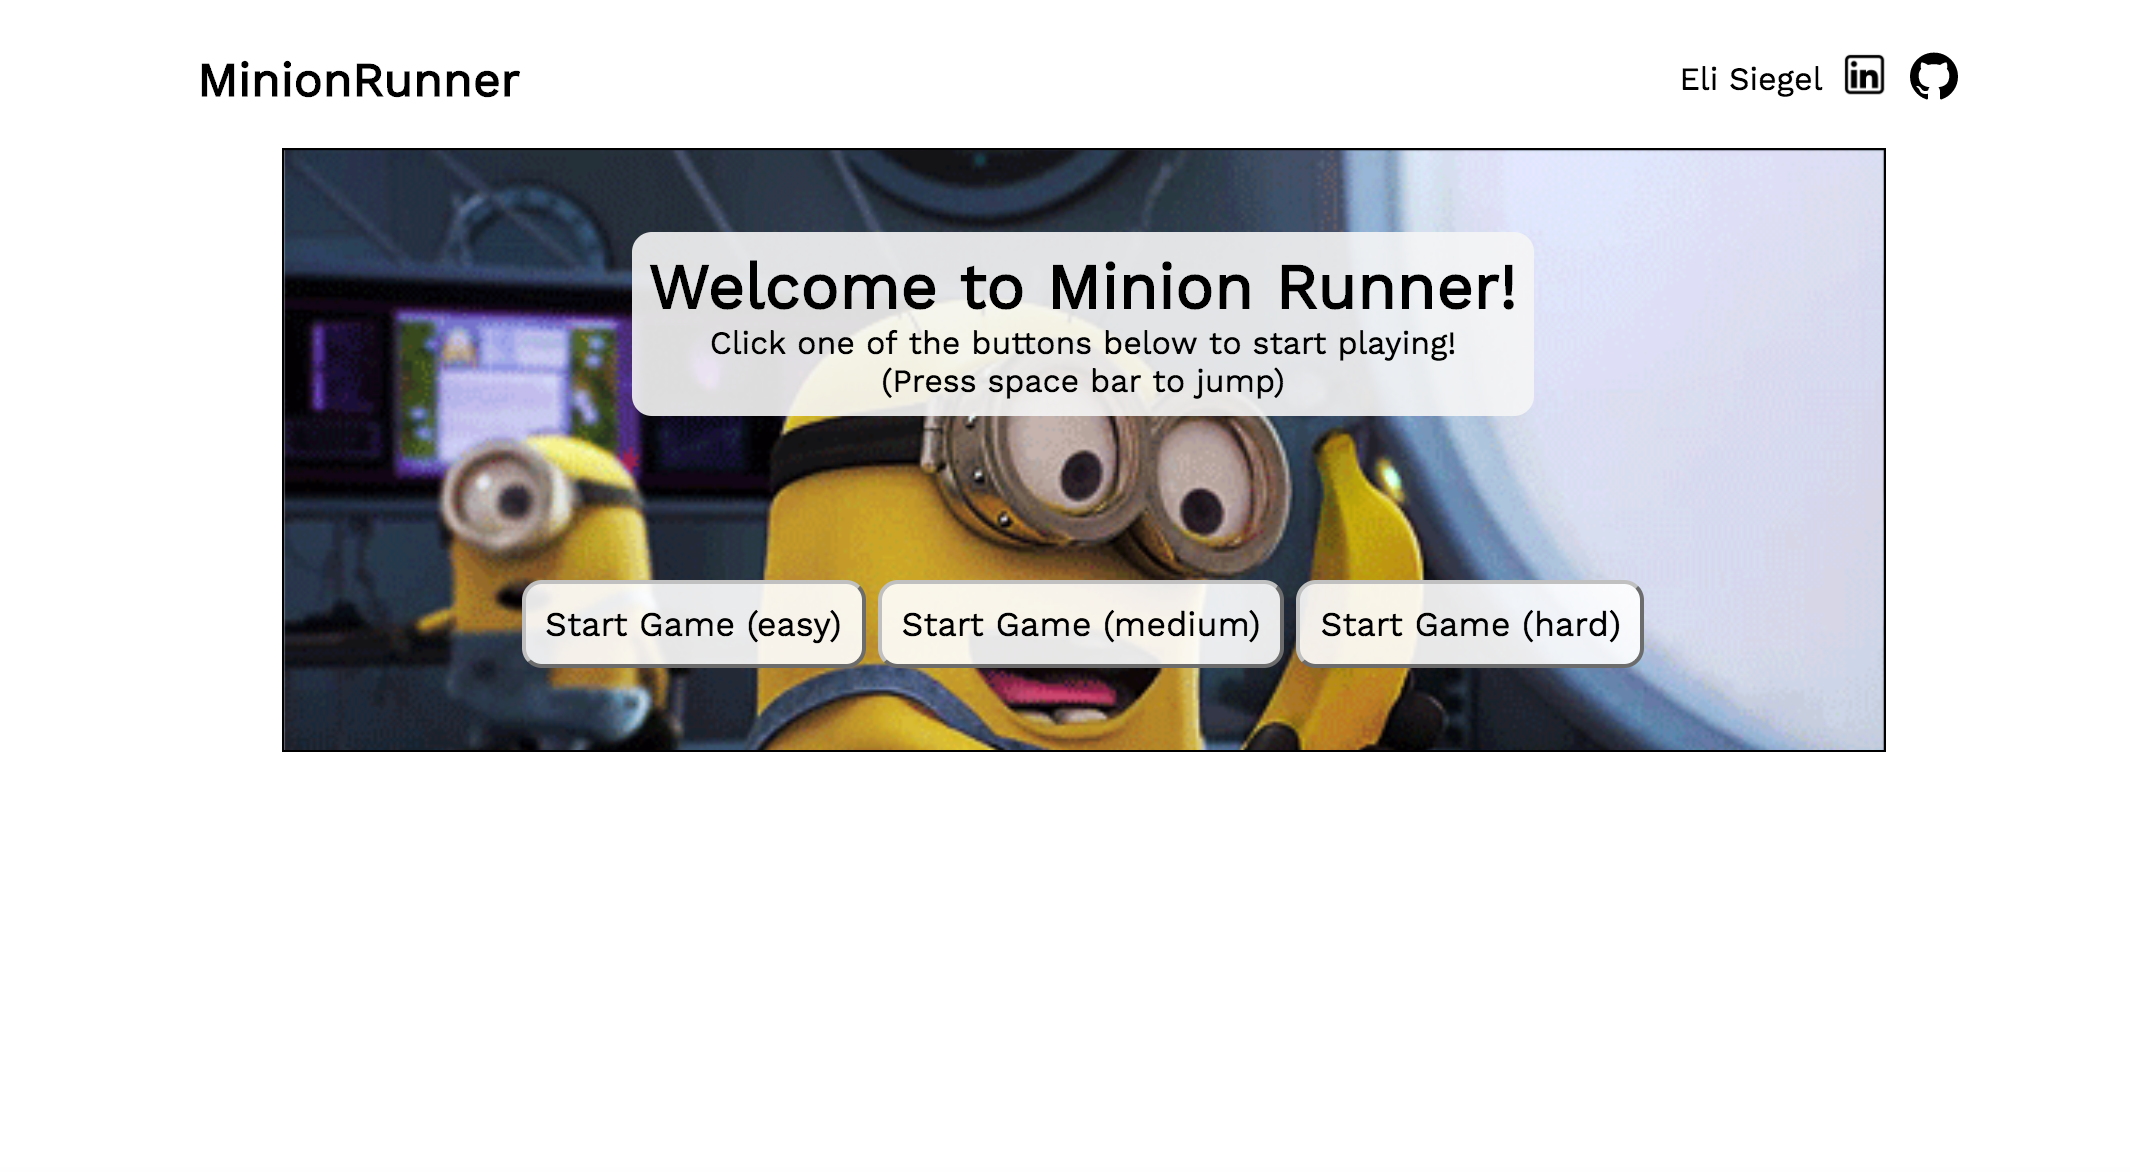 MinionRunner
Eli Siegel in
Welcome to Minion Runner!
Click one of the buttons below to start playing!
(Press space bar to jump)
Start Game (easy) Start Game (medium) Start Game (hard)